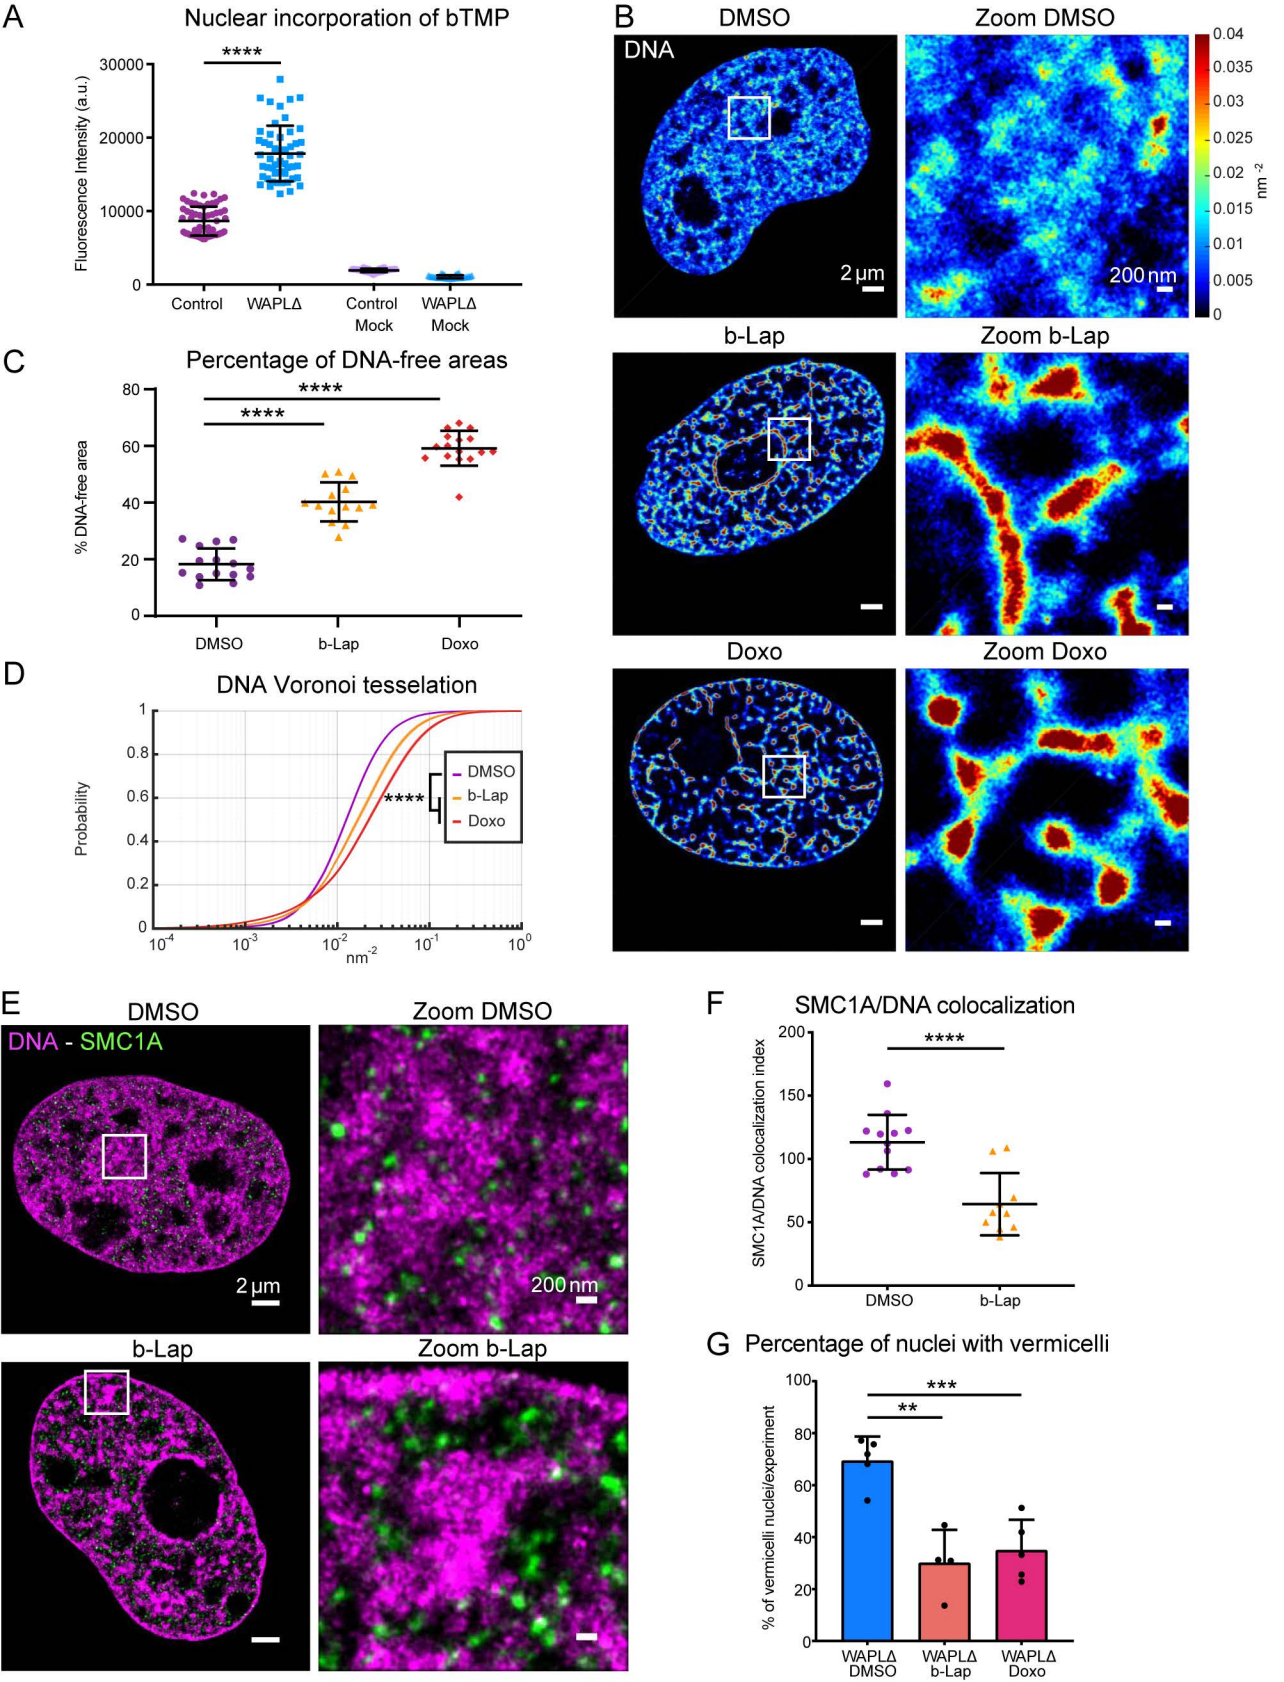 A
Nuclear incorporation of bTMP
****
Fluorescence Intensity (a.u.)
30000
20000
10000
0
Control
WAPLΔ
Control
Mock
WAPLΔ
Mock
B
DMSO
Zoom DMSO
DNA
2 µm
200 nm
0.04
0.035
0.03
0.025
0.02
0.015
0.01
0.005
0
nm-2
b-Lap
Zoom b-Lap
Doxo
Zoom Doxo
C
Percentage of DNA-free areas
****
****
% DNA-free area
80
60
40
20
0
DMSO
b-Lap
Doxo
D
DNA Voronoi tesselation
Probability
1
0.8
0.6
0.4
0.2
0
10-4
10-3
10-2
10-1
100
nm-2
****
DMSO
b-Lap
Doxo
E
DMSO
Zoom DMSO
DNA - SMC1A
2 µm
200 nm
b-Lap
Zoom b-Lap
F
SMC1A/DNA colocalization
****
SMC1A/DNA colocalization index
200
150
100
50
0
DMSO
b-Lap
G
Percentage of nuclei with vermicelli
***
**
% of vermicelli nuclei/experiment
100
80
60
40
20
0
WAPLΔ
DMSO
WAPLΔ
b-Lap
WAPLΔ
Doxo